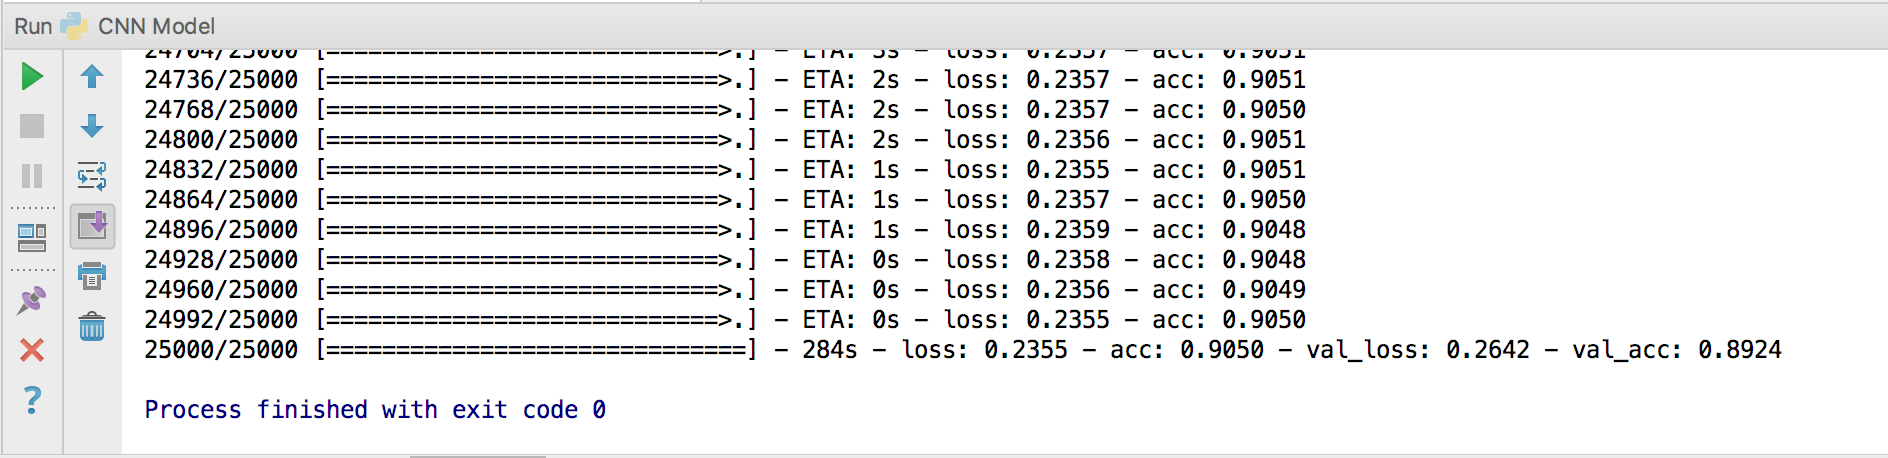 Run CNN Model
24704/25000 [============================>.] - ETA: 3s - loss: 0.2357 - acc: 0.9051
24736/25000 [============================>.] - ETA: 2s - loss: 0.2357 - acc: 0.9051
24768/25000 [============================>.] - ETA: 2s - loss: 0.2357 - acc: 0.9050
24800/25000 [============================>.] - ETA: 2s - loss: 0.2356 - acc: 0.9051
24832/25000 [============================>.] - ETA: 1s - loss: 0.2355 - acc: 0.9051
24864/25000 [============================>.] - ETA: 1s - loss: 0.2357 - acc: 0.9050
24896/25000 [============================>.] - ETA: 1s - loss: 0.2359 - acc: 0.9048
24928/25000 [============================>.] - ETA: 0s - loss: 0.2358 - acc: 0.9048
24960/25000 [============================>.] - ETA: 0s - loss: 0.2356 - acc: 0.9049
24992/25000 [============================>.] - ETA: 0s - loss: 0.2355 - acc: 0.9050
25000/25000 [==============================] - 284s - loss: 0.2355 - acc: 0.9050 - val_loss: 0.2642 - val_acc: 0.8924
Process finished with exit code 0